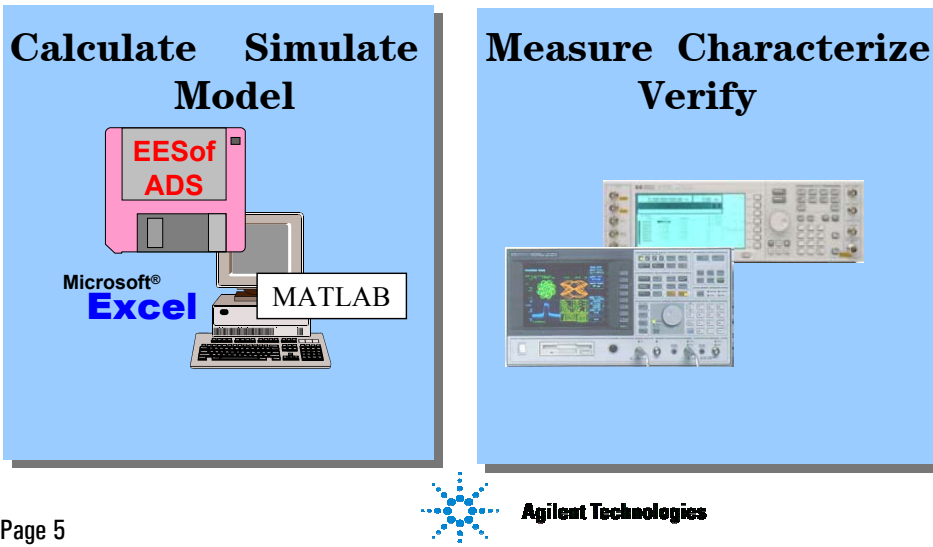 Calculate Simulate
Model
EESof
ADS
Microsoft®
Excel
MATLAB
Measure Characterize
Verify
Page 5
Agilent Technologies